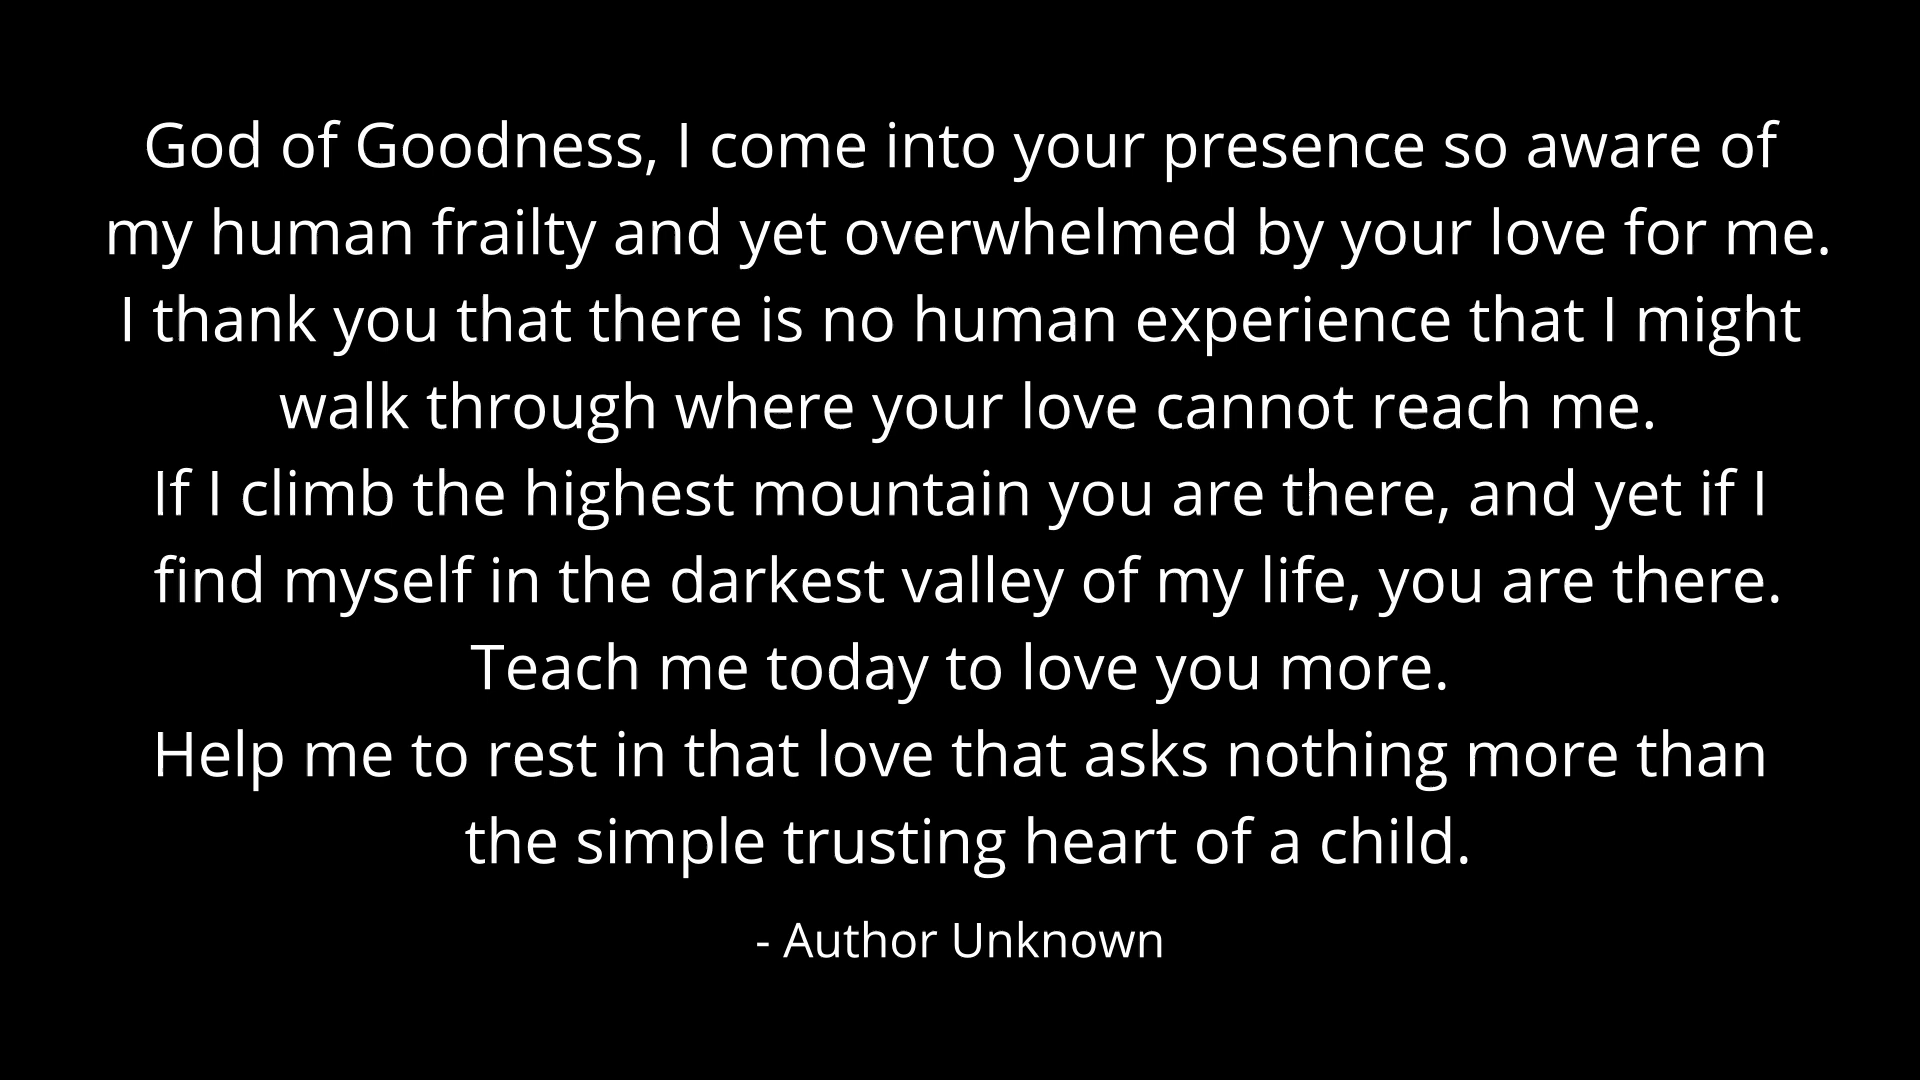 God of Goodness, I come into your presence so aware of
my human frailty and yet overwhelmed by your love for me.
I thank you that there is no human experience that I might
walk through where your love cannot reach me.
If I climb the highest mountain you are there, and yet if I
find myself in the darkest valley of my life, you are there.
Teach me today to love you more.
Help me to rest in that love that asks nothing more than
the simple trusting heart of a child.
- Author Unknown